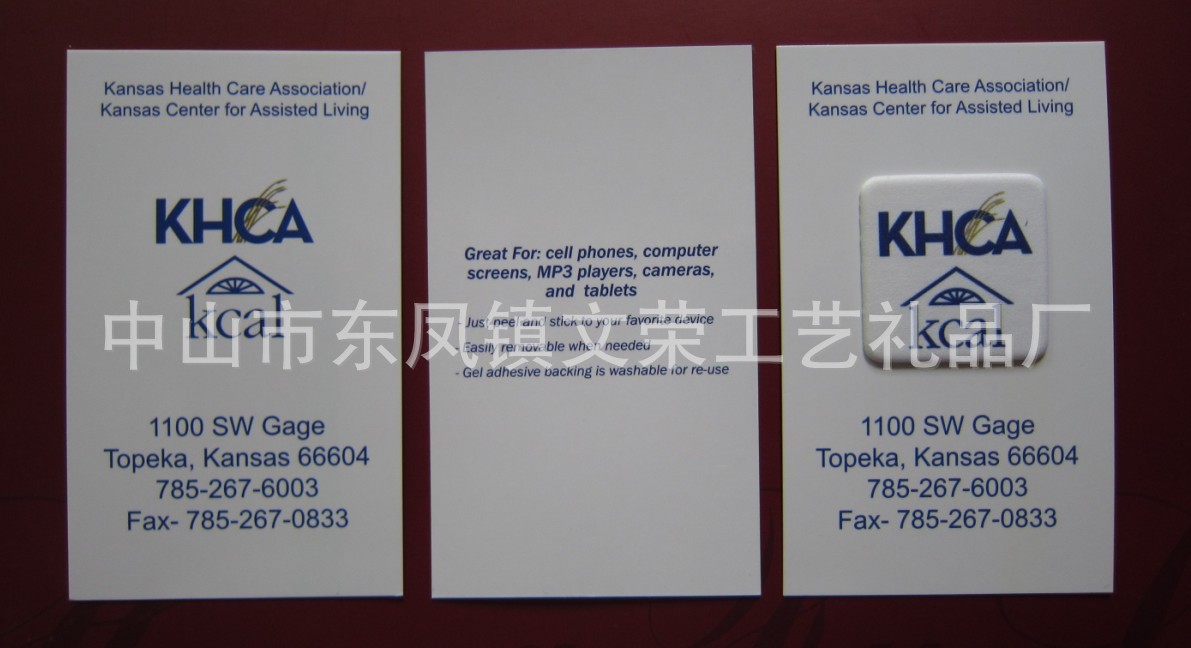 Kansas Health Care Association/
Kansas Center for Assisted Living
KHCA
kcal
1100 SW Gage
Topeka, Kansas 66604
785-267-6003
Fax- 785-267-0833
Great For: cell phones, computer
screens, MP3 players, cameras,
and tablets
- Just peel and stick to your favorite device
- Easily removable when needed
- Gel adhesive backing is washable for re-use
Kansas Health Care Association/
Kansas Center for Assisted Living
KHCA
kcal
1100 SW Gage
Topeka, Kansas 66604
785-267-6003
Fax- 785-267-0833
中山市东凤镇文荣工艺礼品厂